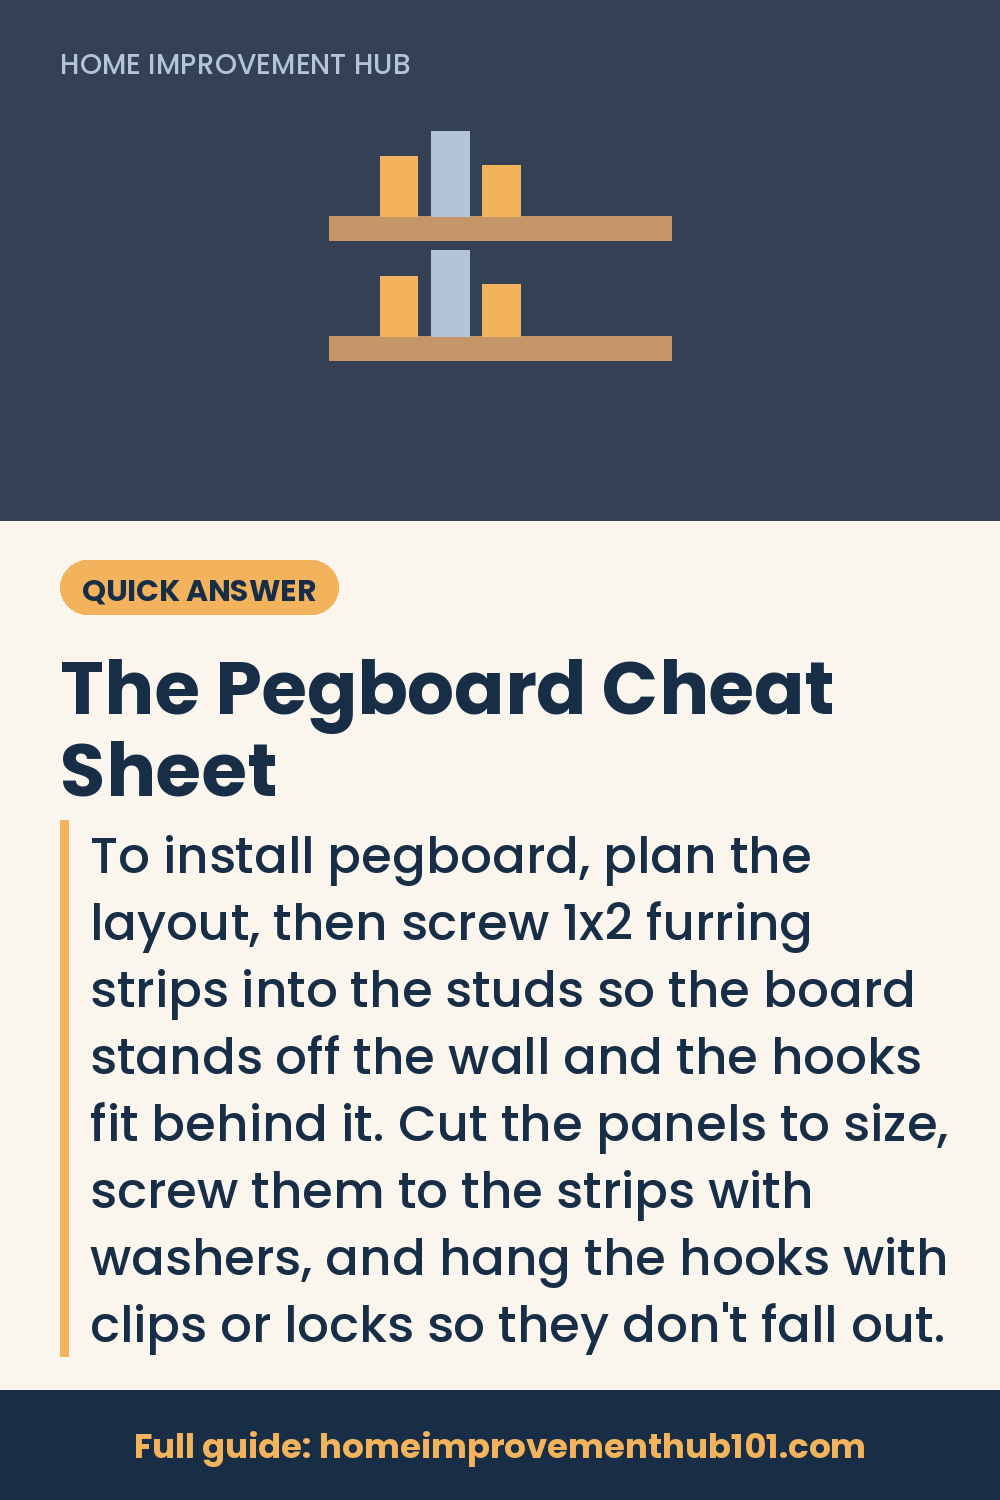 HOME IMPROVEMENT HUB
QUICK ANSWER
The Pegboard Cheat
Sheet
To install pegboard, plan the
layout, then screw 1x2 furring
strips into the studs so the board
stands off the wall and the hooks
fit behind it. Cut the panels to size,
screw them to the strips with
washers, and hang the hooks with
clips or locks so they don't fall out.
Full guide: homeimprovementhub101.com